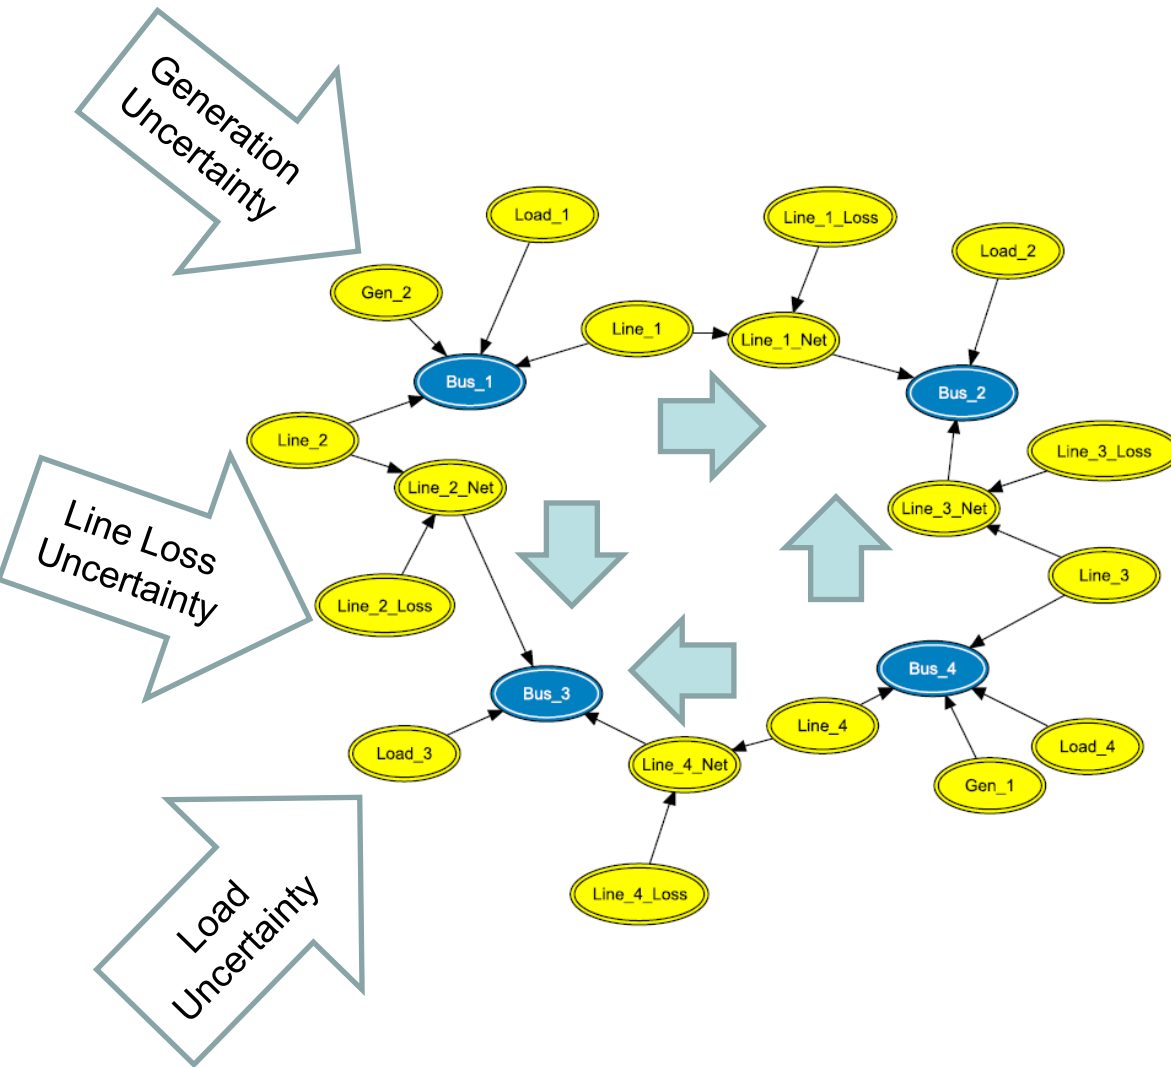 Generation
Uncertainty
Load_1
Line_1_Loss
Load_2
Gen_2
Line_1
Line_1_Net
Bus_1
Bus_2
Line_2
Line_3_Loss
Line_2_Net
Line_3_Net
Line Loss
Uncertainty
Line_3
Line_2_Loss
Bus_4
Bus_3
Line_4
Load_4
Load_3
Line_4_Net
Gen_1
Line_4_Loss
Load
Uncertainty